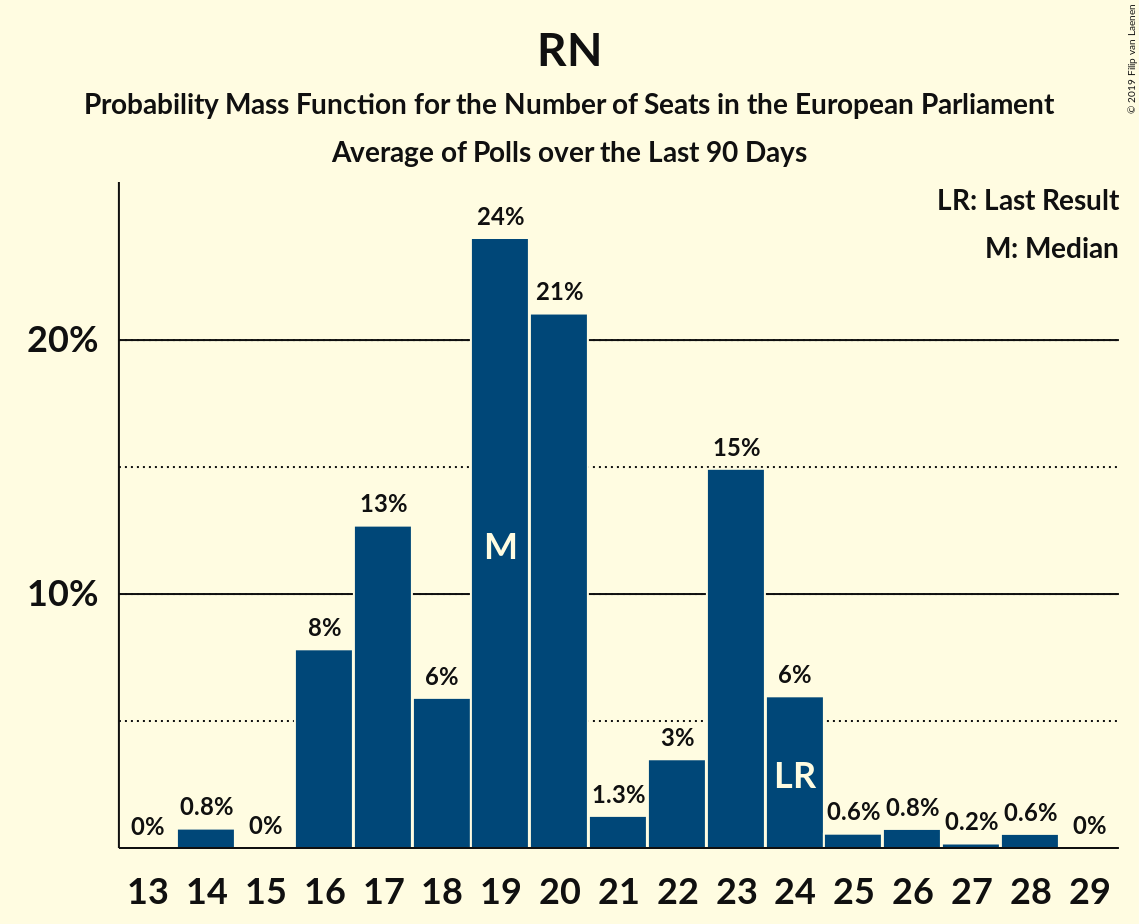 RN
Probability Mass Function for the Number of Seats in the European Parliament
Average of Polls over the Last 90 Days
© 2019 Filip van Laenen
LR: Last Result
M: Median
24%
21%
20%
15%
13%
M
10%
8%
6%
6%
3%
LR
1.3%
0% 0.8% 0% 0.6% 0.8% 0.2% 0.6% 0%
13 14 15 16 17 18 19 20 21 22 23 24 25 26 27 28 29